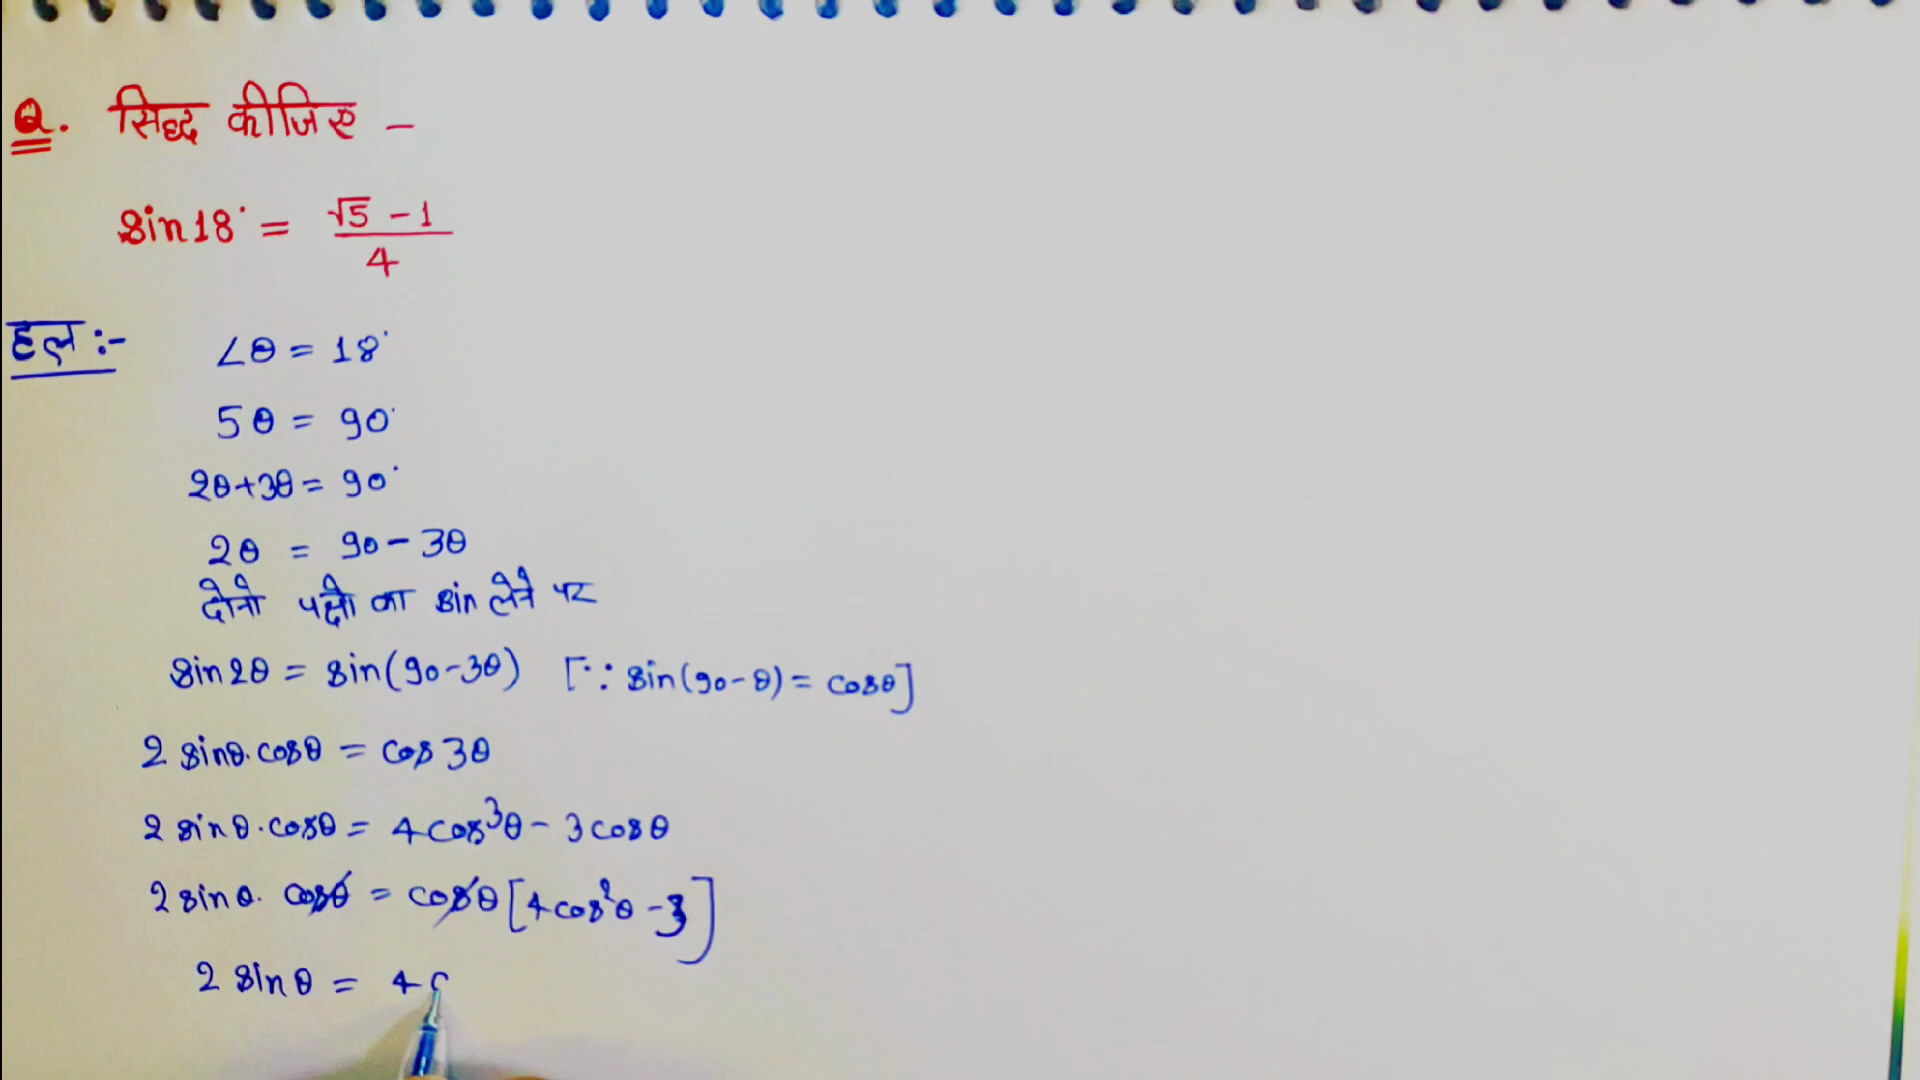 Q. सिद्ध कीजिए -
sin18° = (√5 - 1)/4
हल :- ∠θ = 18°
5θ = 90°
2θ+3θ = 90°
2θ = 90 - 3θ
दोनो पक्षो का sin लेने पर
sin2θ = sin(90-3θ) [∵ sin(90-θ) = cosθ]
2 sinθ.cosθ = cos3θ
2 sinθ.cosθ = 4cos³θ - 3cosθ
2 sinθ. cosθ = cosθ[4cos²θ - 3]
2 sinθ = 4c